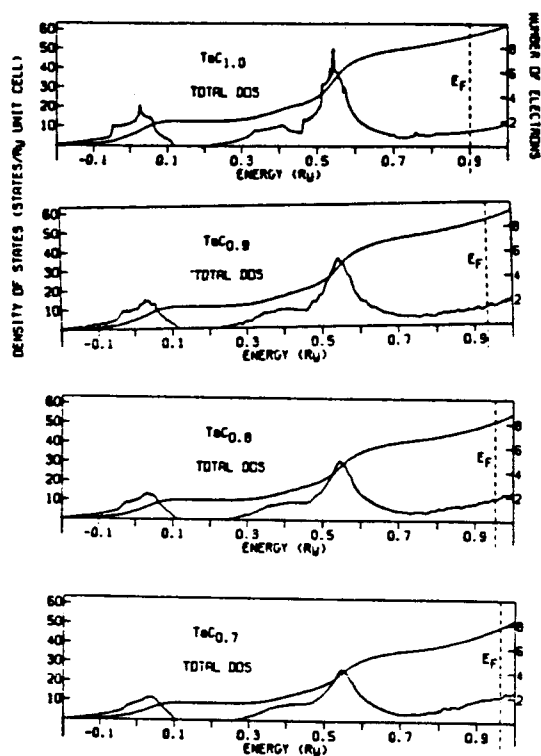 DENSITY OF STATES (STATES/Ry UNIT CELL)
NUMBER OF ELECTRONS
60
50
40
30
20
10
TaC1.0
TOTAL DOS
EF
8
6
4
2
-0.1 0.1 0.3 0.5 0.7 0.9
ENERGY (Ry)
60
50
40
30
20
10
TaC0.9
TOTAL DOS
EF
8
6
4
2
-0.1 0.1 0.3 0.5 0.7 0.9
ENERGY (Ry)
60
50
40
30
20
10
TaC0.8
TOTAL DOS
EF
8
6
4
2
-0.1 0.1 0.3 0.5 0.7 0.9
ENERGY (Ry)
60
50
40
30
20
10
TaC0.7
TOTAL DOS
EF
8
6
4
2
-0.1 0.1 0.3 0.5 0.7 0.9
ENERGY (Ry)